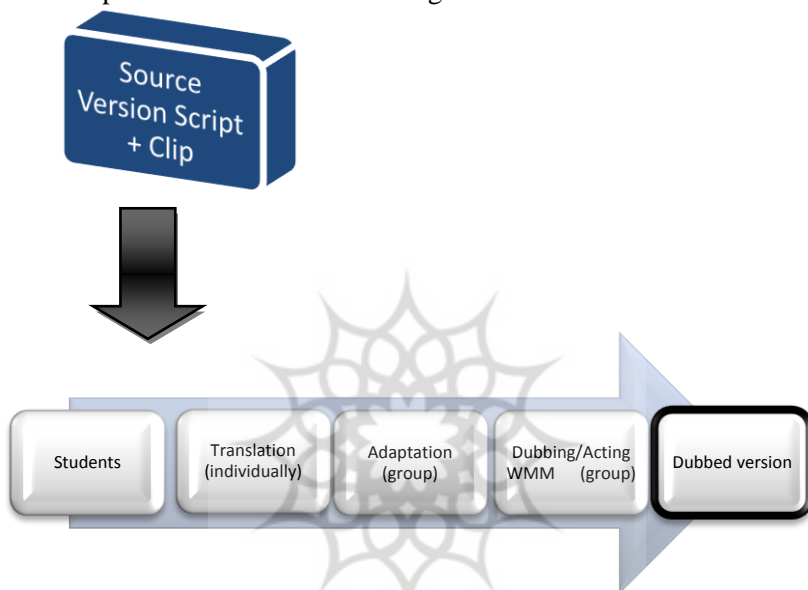 Source
Version Script
+ Clip
Students
Translation
(individually)
Adaptation
(group)
Dubbing/Acting
WMM (group)
Dubbed version